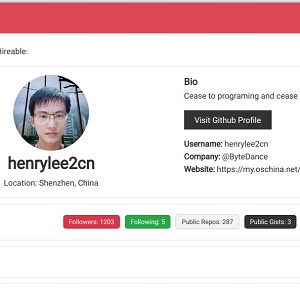 Hireable:
Bio
Cease to programing and cease
Visit Github Profile
Username: henrylee2cn
Company: @ByteDance
Website: https://my.oschina.net/
henrylee2cn
Location: Shenzhen, China
Followers: 1203
Following: 5
Public Repos: 287
Public Gists: 3